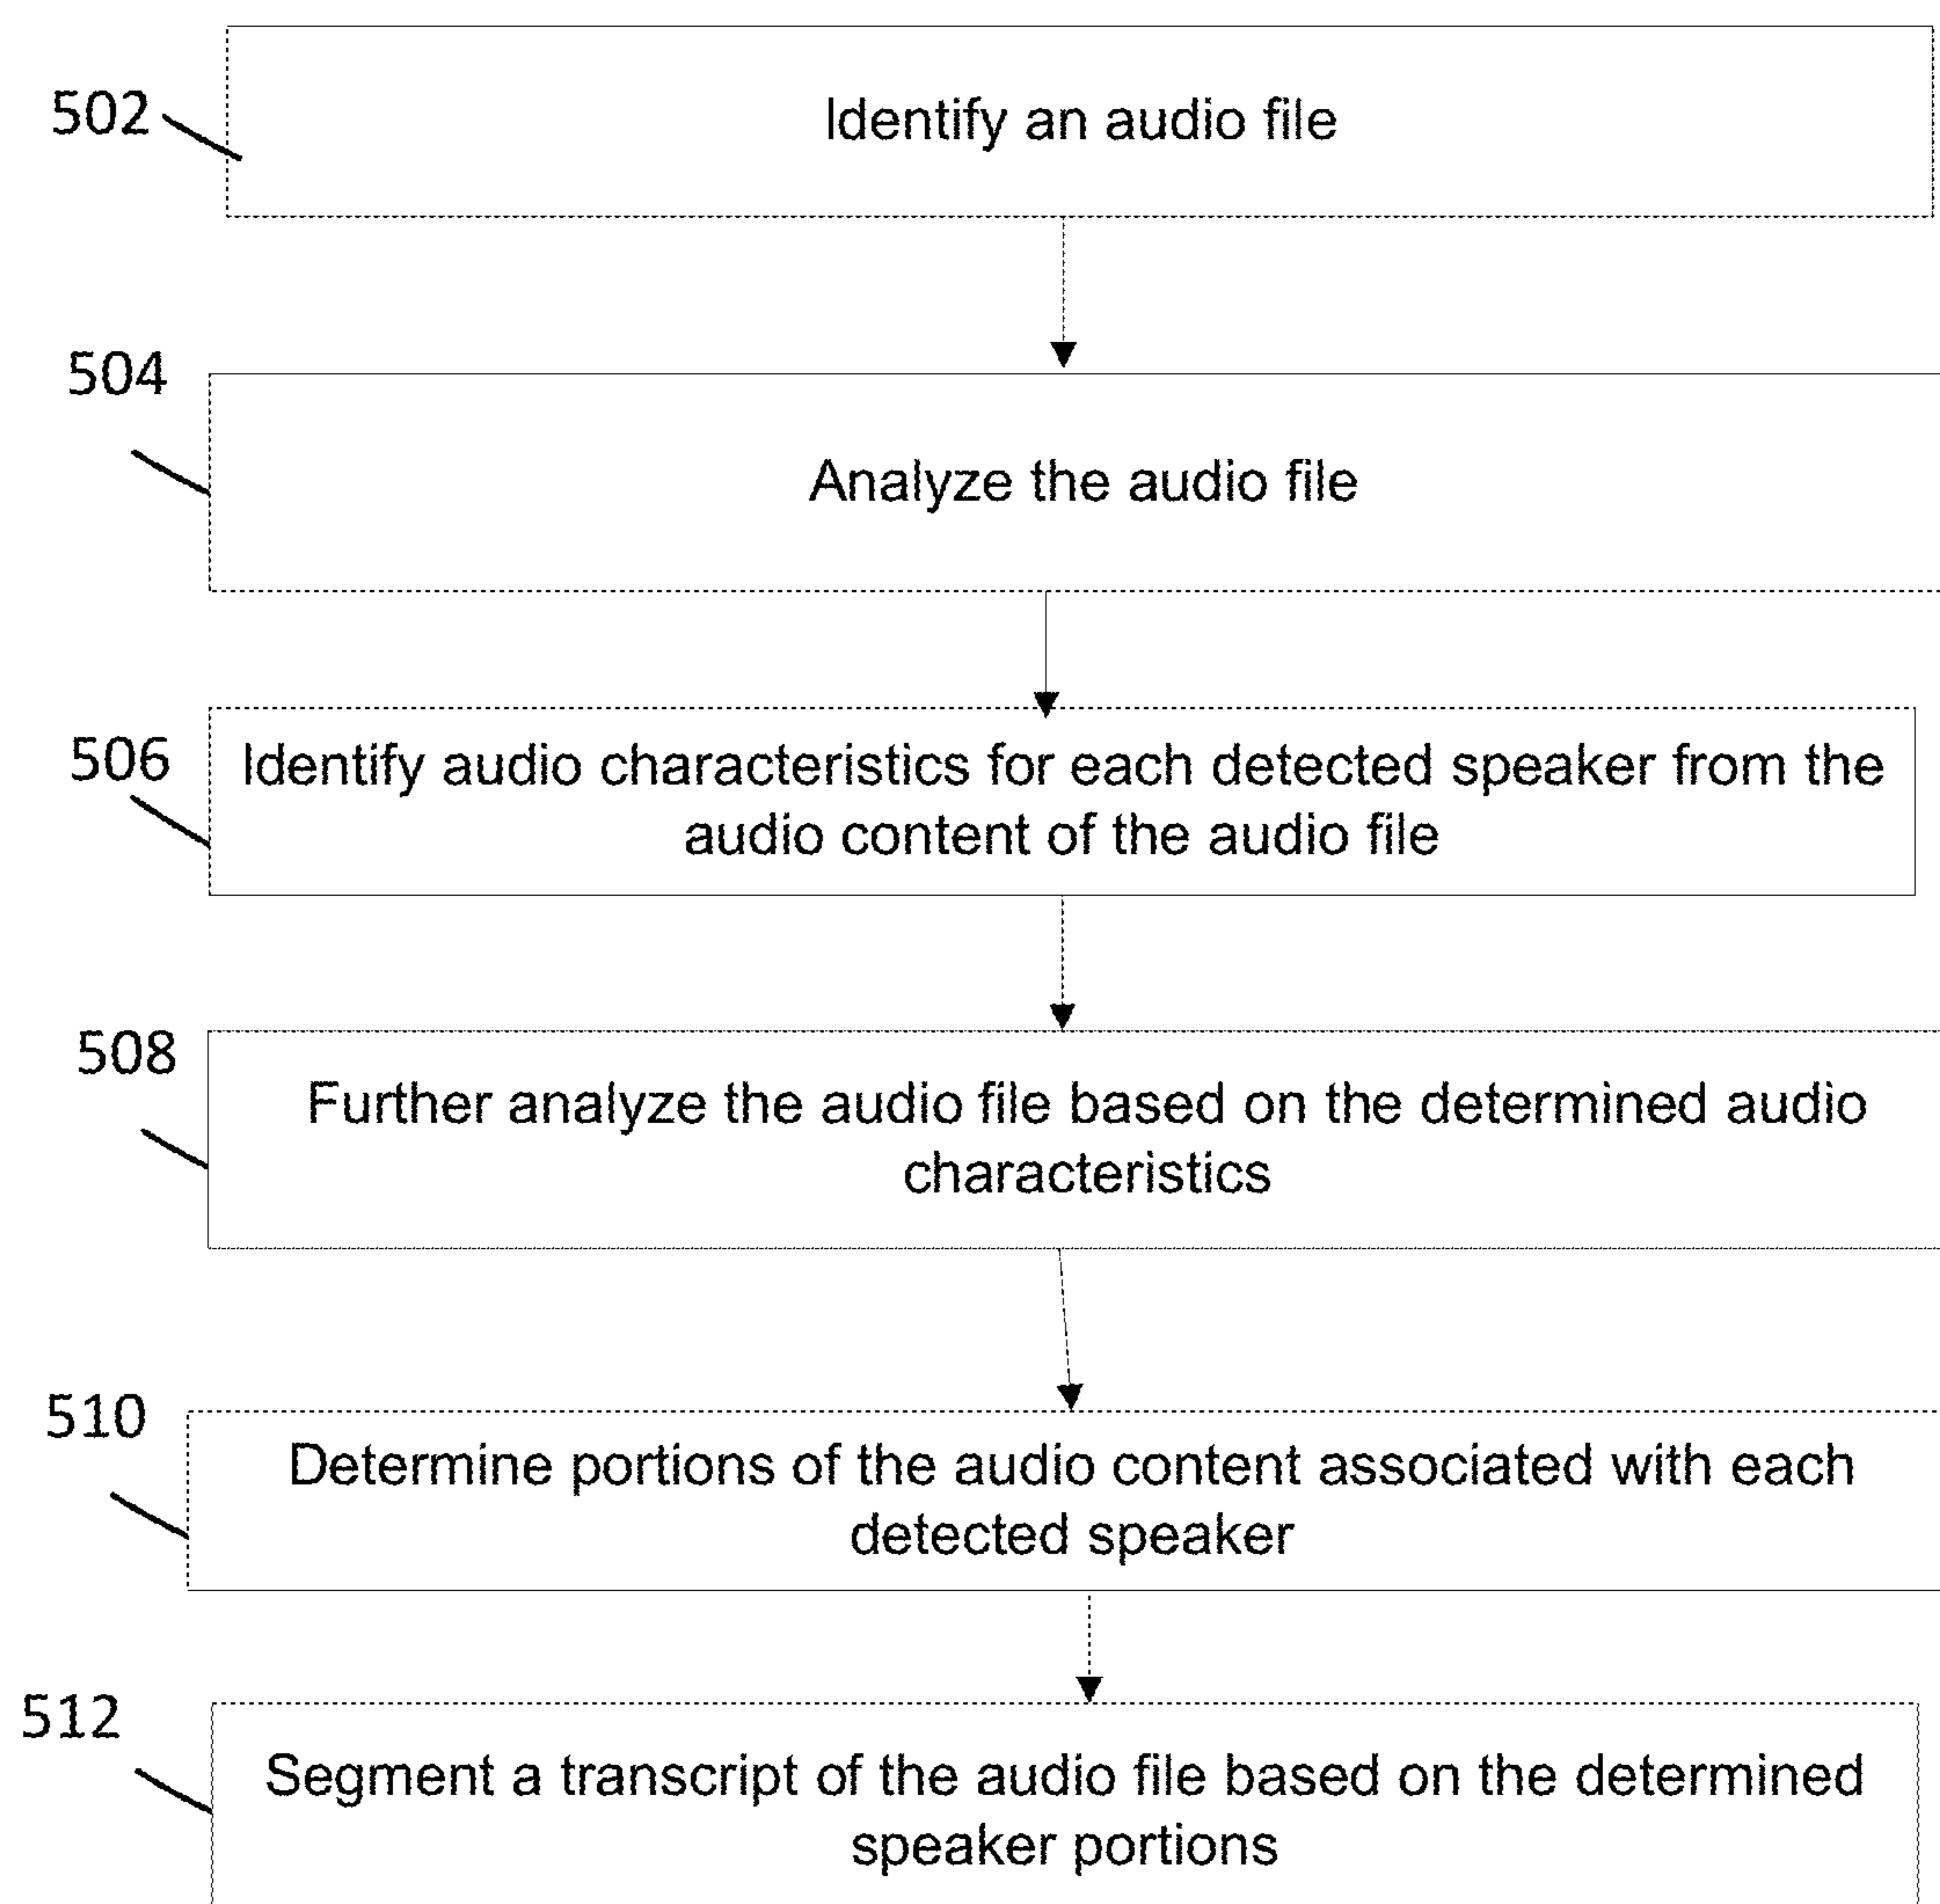 502
Identify an audio file
504
Analyze the audio file
506
Identify audio characteristics for each detected speaker from the
audio content of the audio file
508
Further analyze the audio file based on the determined audio
characteristics
510
Determine portions of the audio content associated with each
detected speaker
512
Segment a transcript of the audio file based on the determined
speaker portions